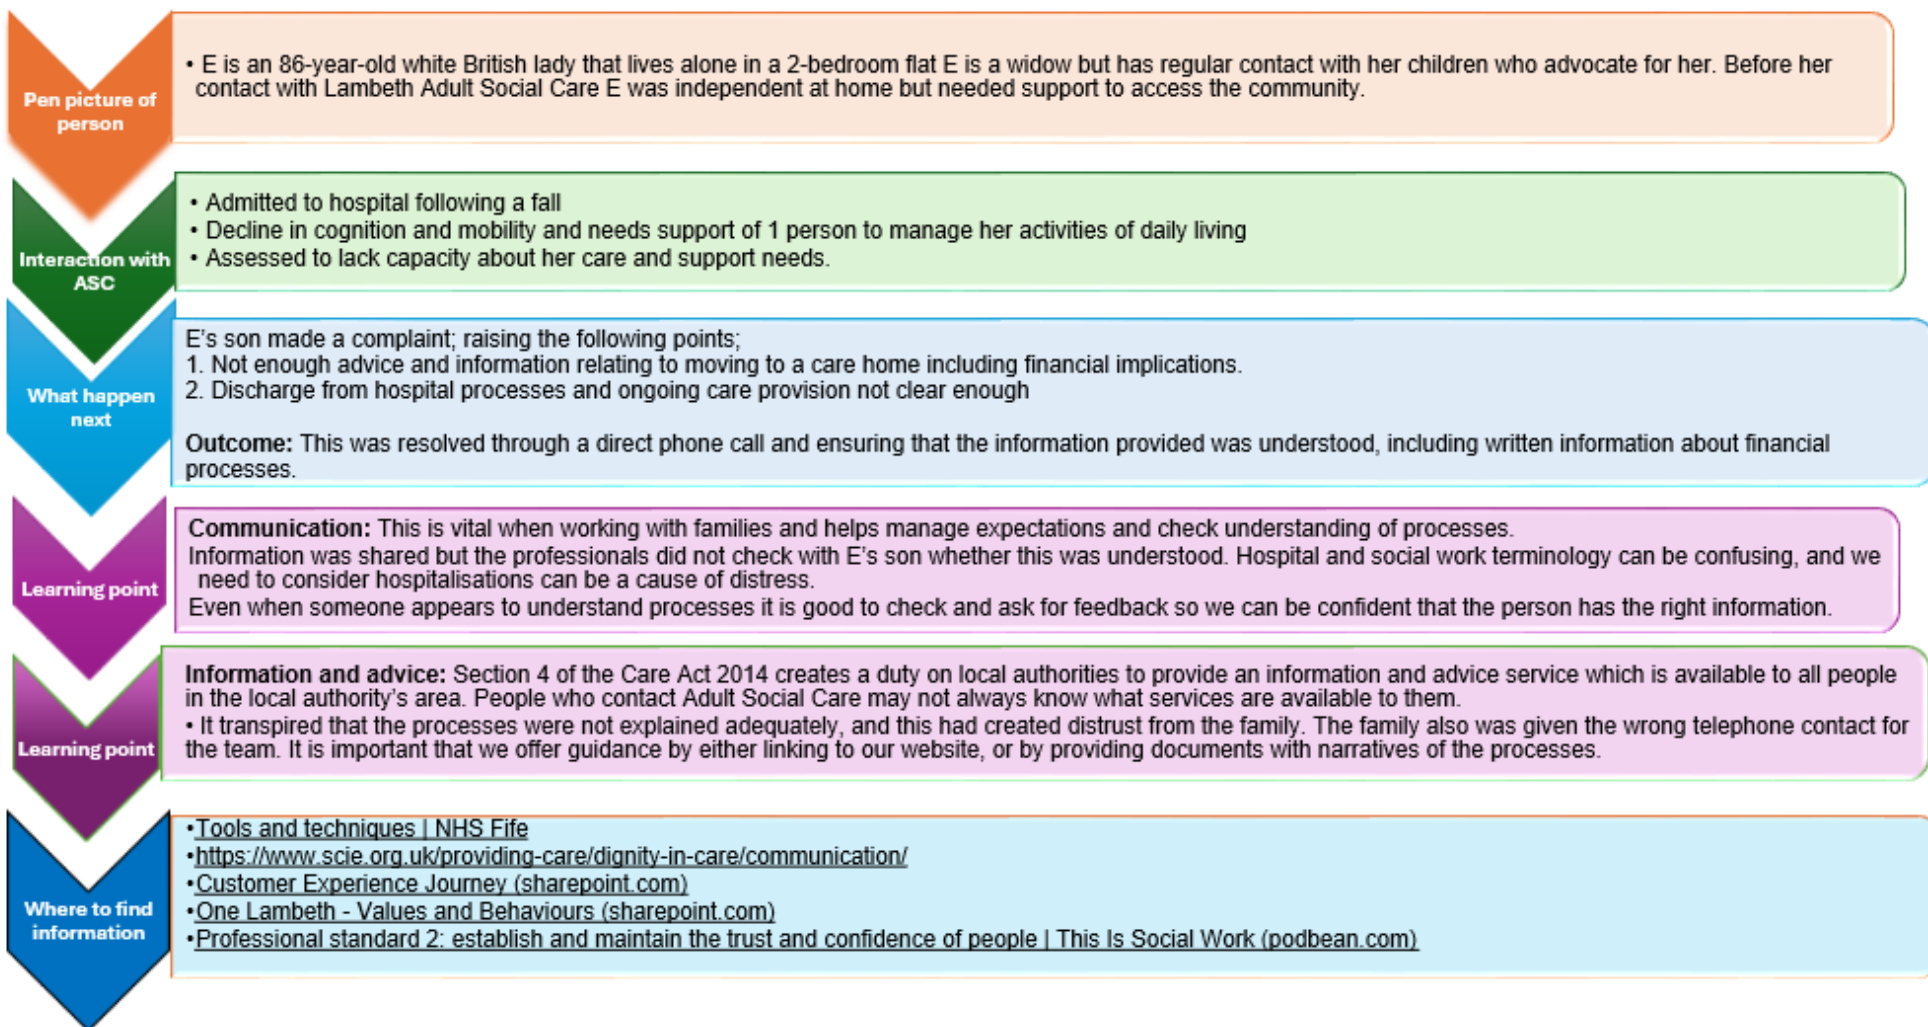 Pen picture of
person
• E is an 86-year-old white British lady that lives alone in a 2-bedroom flat E is a widow but has regular contact with her children who advocate for her. Before her
contact with Lambeth Adult Social Care E was independent at home but needed support to access the community.
Interaction with
ASC
• Admitted to hospital following a fall
• Decline in cognition and mobility and needs support of 1 person to manage her activities of daily living
• Assessed to lack capacity about her care and support needs.
What happen
next
E's son made a complaint; raising the following points;
1. Not enough advice and information relating to moving to a care home including financial implications.
2. Discharge from hospital processes and ongoing care provision not clear enough
Outcome: This was resolved through a direct phone call and ensuring that the information provided was understood, including written information about financial
processes.
Learning point
Communication: This is vital when working with families and helps manage expectations and check understanding of processes.
Information was shared but the professionals did not check with E's son whether this was understood. Hospital and social work terminology can be confusing, and we
need to consider hospitalisations can be a cause of distress.
Even when someone appears to understand processes it is good to check and ask for feedback so we can be confident that the person has the right information.
Learning point
Information and advice: Section 4 of the Care Act 2014 creates a duty on local authorities to provide an information and advice service which is available to all people
in the local authority's area. People who contact Adult Social Care may not always know what services are available to them.
• It transpired that the processes were not explained adequately, and this had created distrust from the family. The family also was given the wrong telephone contact for
the team. It is important that we offer guidance by either linking to our website, or by providing documents with narratives of the processes.
Where to find
information
•Tools and techniques | NHS Fife
•https://www.scie.org.uk/providing-care/dignity-in-care/communication/
•Customer Experience Journey (sharepoint.com)
•One Lambeth - Values and Behaviours (sharepoint.com)
•Professional standard 2: establish and maintain the trust and confidence of people | This Is Social Work (podbean.com)